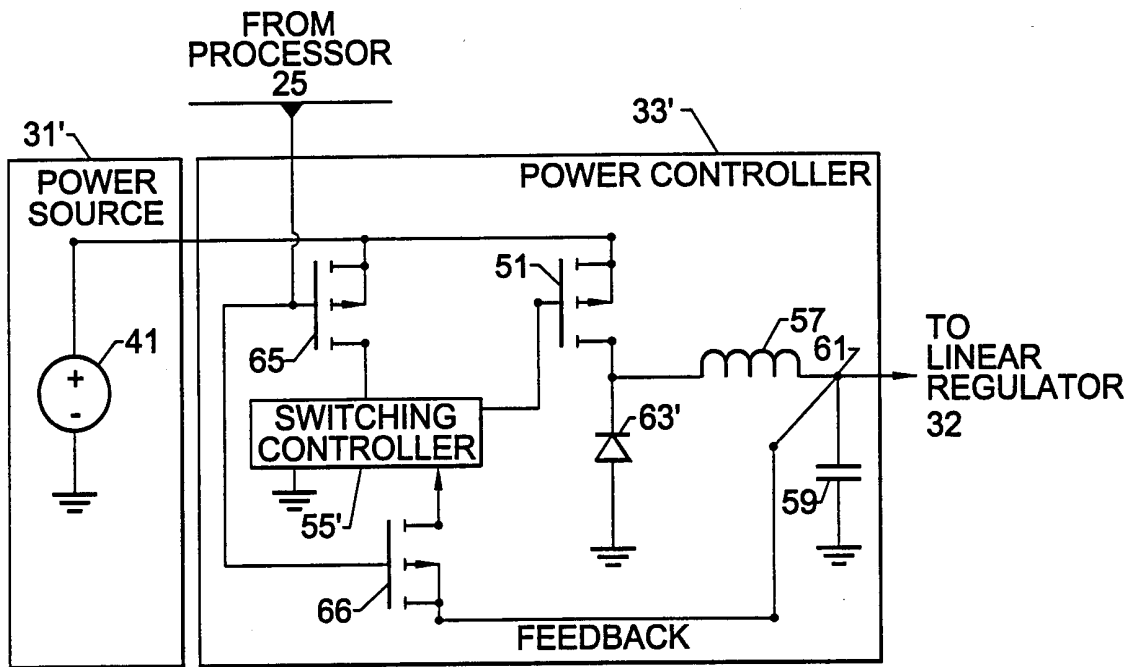 FROM
PROCESSOR
25
31'
33'
POWER
SOURCE
POWER CONTROLLER
51
57
61
TO
LINEAR
REGULATOR
32
41
+
-
65
SWITCHING
CONTROLLER
63'
59
55'
66
FEEDBACK